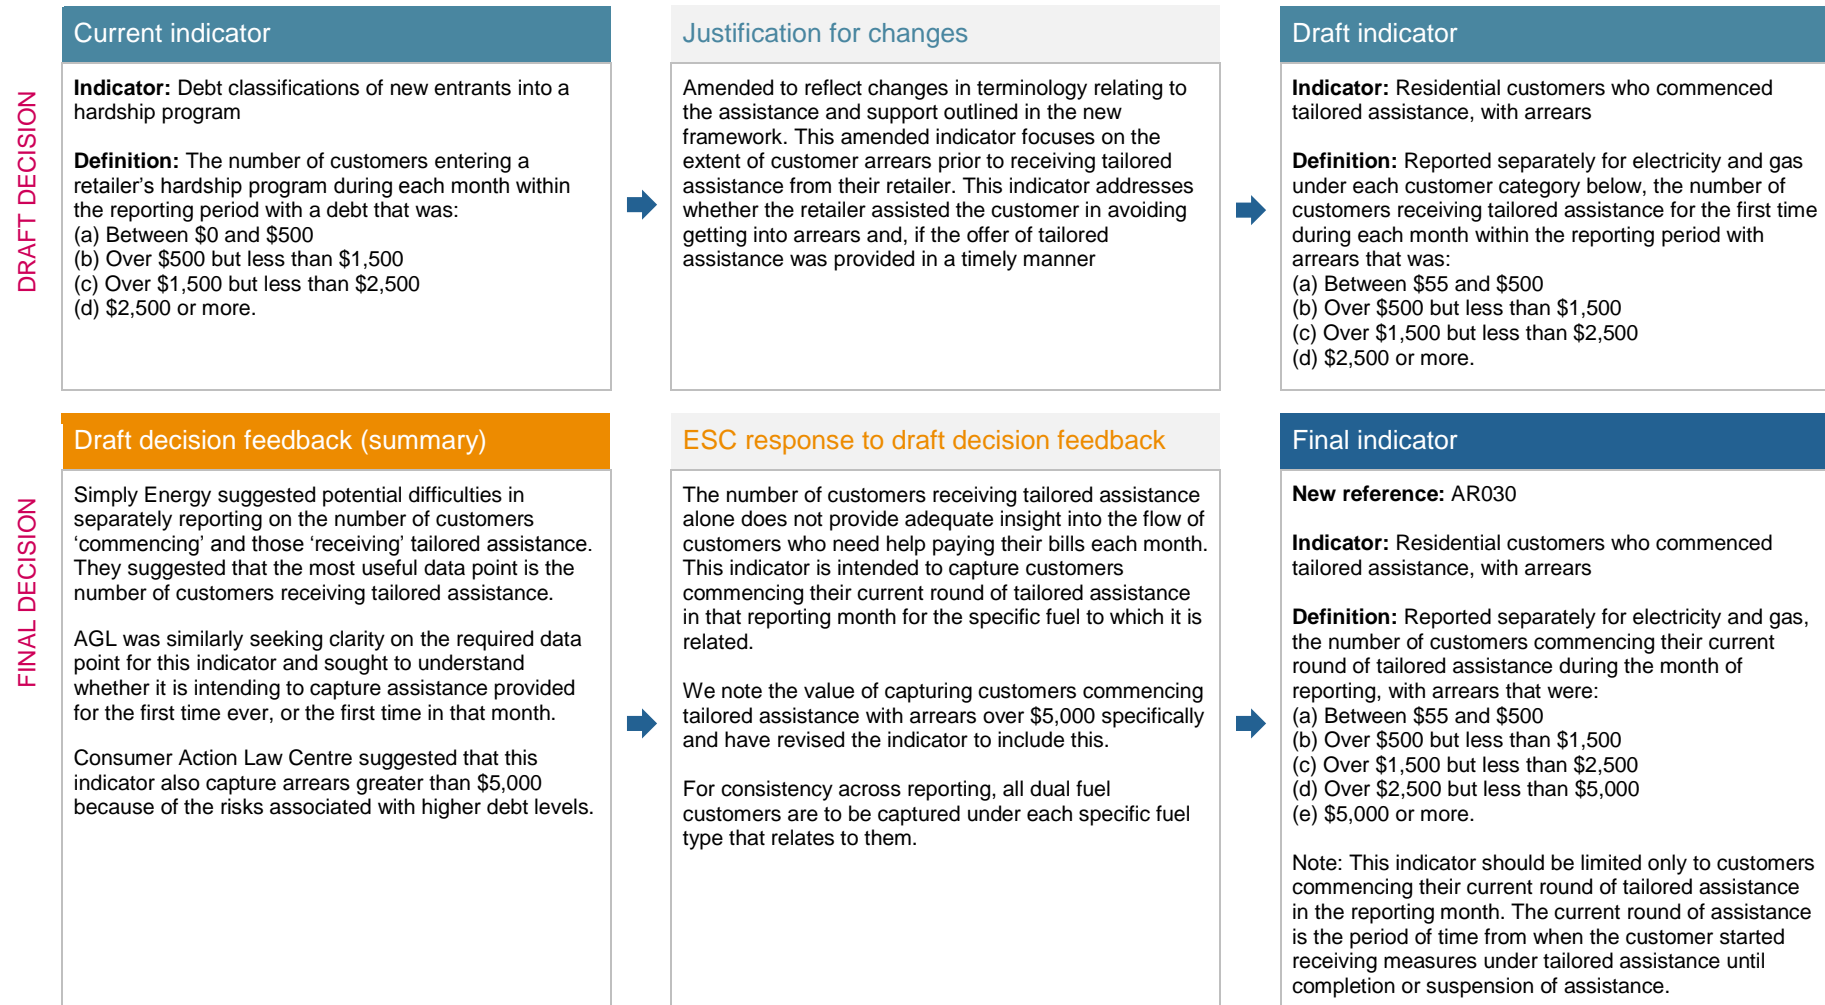 DRAFT DECISION
Current indicator
Indicator: Debt classifications of new entrants into a
hardship program
Definition: The number of customers entering a
retailer’s hardship program during each month within
the reporting period with a debt that was:
(a) Between $0 and $500
(b) Over $500 but less than $1,500
(c) Over $1,500 but less than $2,500
(d) $2,500 or more.
Justification for changes
Amended to reflect changes in terminology relating to
the assistance and support outlined in the new
framework. This amended indicator focuses on the
extent of customer arrears prior to receiving tailored
assistance from their retailer. This indicator addresses
whether the retailer assisted the customer in avoiding
getting into arrears and, if the offer of tailored
assistance was provided in a timely manner
Draft indicator
Indicator: Residential customers who commenced
tailored assistance, with arrears
Definition: Reported separately for electricity and gas
under each customer category below, the number of
customers receiving tailored assistance for the first time
during each month within the reporting period with
arrears that was:
(a) Between $55 and $500
(b) Over $500 but less than $1,500
(c) Over $1,500 but less than $2,500
(d) $2,500 or more.
FINAL DECISION
Draft decision feedback (summary)
Simply Energy suggested potential difficulties in
separately reporting on the number of customers
‘commencing’ and those ‘receiving’ tailored assistance.
They suggested that the most useful data point is the
number of customers receiving tailored assistance.
AGL was similarly seeking clarity on the required data
point for this indicator and sought to understand
whether it is intending to capture assistance provided
for the first time ever, or the first time in that month.
Consumer Action Law Centre suggested that this
indicator also capture arrears greater than $5,000
because of the risks associated with higher debt levels.
ESC response to draft decision feedback
The number of customers receiving tailored assistance
alone does not provide adequate insight into the flow of
customers who need help paying their bills each month.
This indicator is intended to capture customers
commencing their current round of tailored assistance
in that reporting month for the specific fuel to which it is
related.
We note the value of capturing customers commencing
tailored assistance with arrears over $5,000 specifically
and have revised the indicator to include this.
For consistency across reporting, all dual fuel
customers are to be captured under each specific fuel
type that relates to them.
Final indicator
New reference: AR030
Indicator: Residential customers who commenced
tailored assistance, with arrears
Definition: Reported separately for electricity and gas,
the number of customers commencing their current
round of tailored assistance during the month of
reporting, with arrears that were:
(a) Between $55 and $500
(b) Over $500 but less than $1,500
(c) Over $1,500 but less than $2,500
(d) Over $2,500 but less than $5,000
(e) $5,000 or more.
Note: This indicator should be limited only to customers
commencing their current round of tailored assistance
in the reporting month. The current round of assistance
is the period of time from when the customer started
receiving measures under tailored assistance until
completion or suspension of assistance.